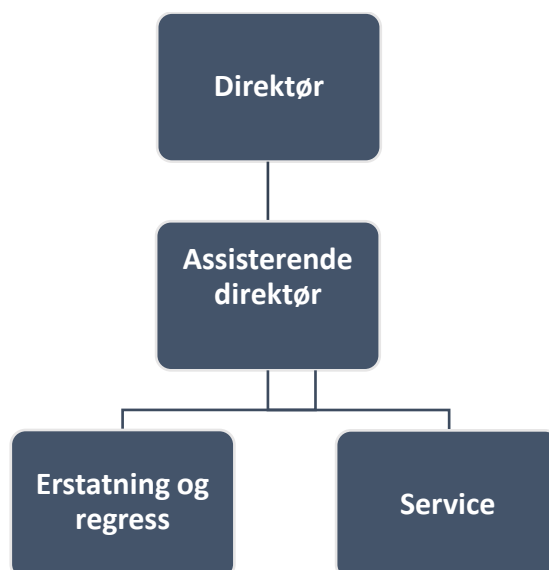 Direktør
Assisterende
direktør
Erstatning og
regress
Service